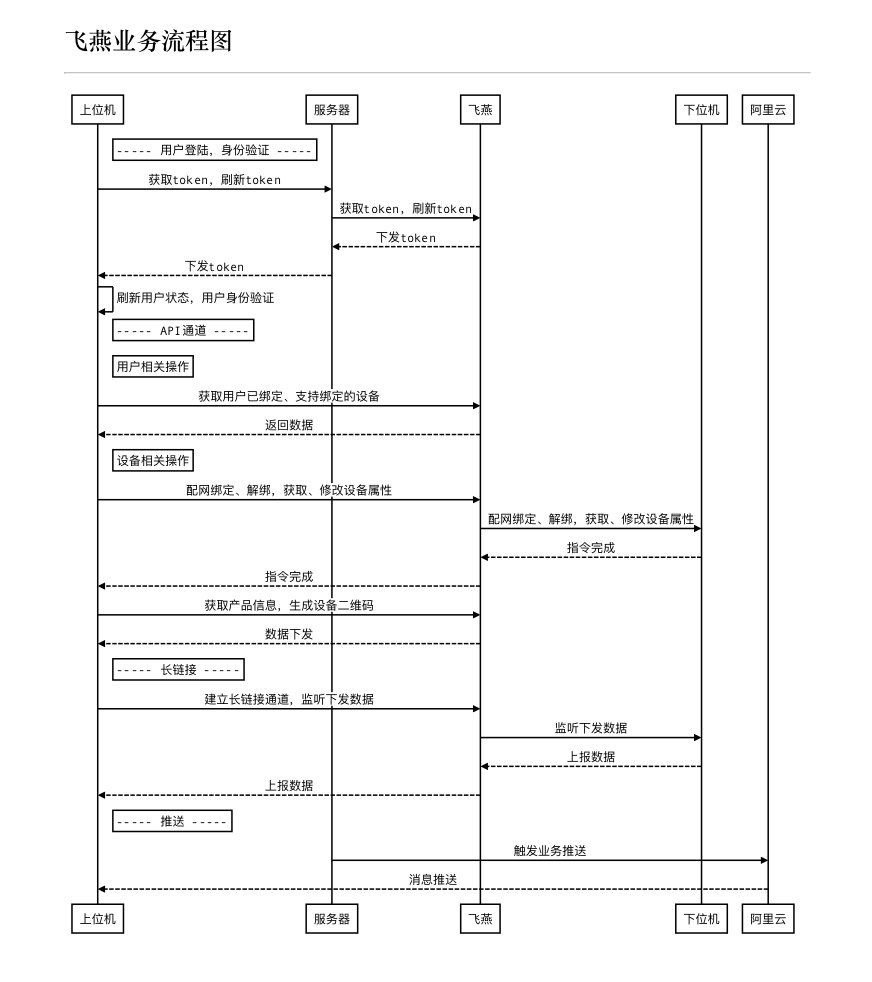 飞燕业务流程图
上位机
服务器
飞燕
下位机
阿里云
----- 用户登陆，身份验证 -----
获取token，刷新token
获取token，刷新token
下发token
下发token
刷新用户状态，用户身份验证
----- API通道 -----
用户相关操作
获取用户已绑定、支持绑定的设备
返回数据
设备相关操作
配网绑定、解绑，获取、修改设备属性
配网绑定、解绑，获取、修改设备属性
指令完成
指令完成
获取产品信息，生成设备二维码
数据下发
----- 长链接 -----
建立长链接通道，监听下发数据
监听下发数据
上报数据
上报数据
----- 推送 -----
触发业务推送
消息推送
上位机
服务器
飞燕
下位机
阿里云